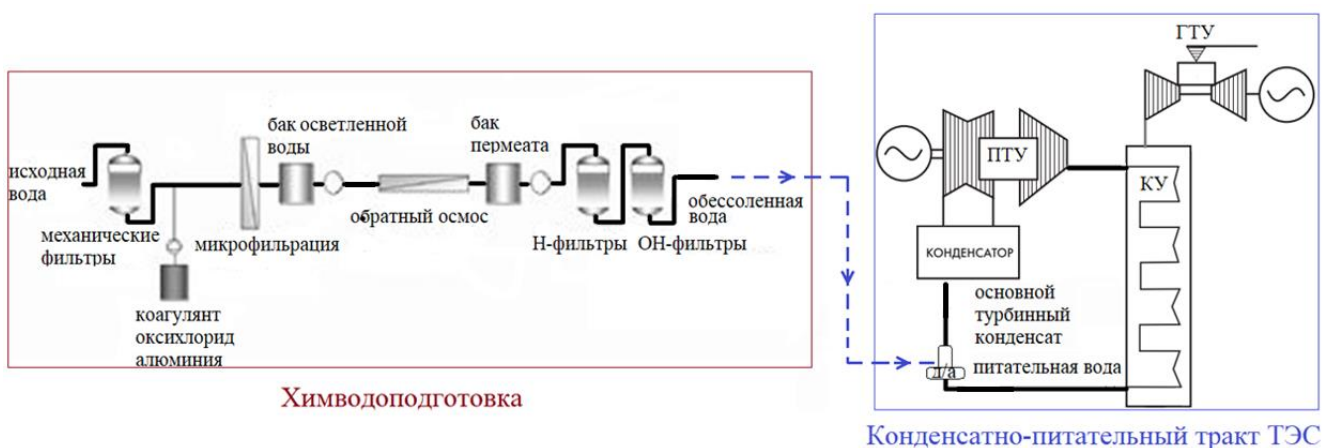 исходная
вода
механические
фильтры
коагулянт
оксихлорид
алюминия
микрофильрация
бак осветленной
воды
обратный осмос
бак
пермеата
Н-фильтры
ОН-фильтры
обессоленная
вода
Химводоподготовка
ГТУ
ПТУ
КУ
КОНДЕНСАТОР
основной
турбинный
конденсат
д/а
питательная вода
Конденсатно-питательный тракт ТЭС